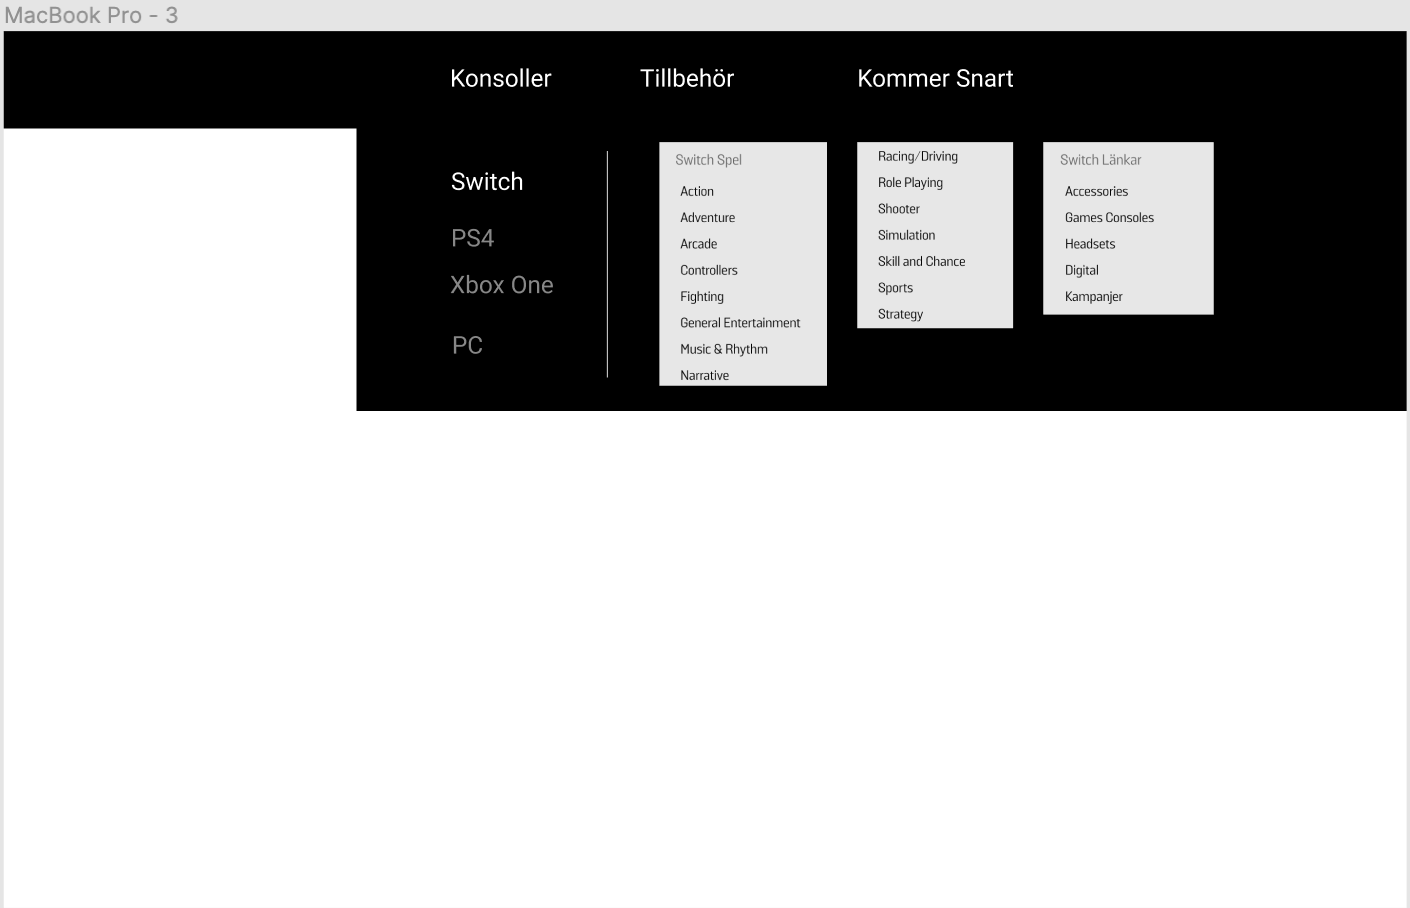 MacBook Pro - 3
Konsoller
Tillbehör
Kommer Snart
Switch
PS4
Xbox One
PC
Switch Spel
Action
Adventure
Arcade
Controllers
Fighting
General Entertainment
Music & Rhythm
Narrative
Racing/Driving
Role Playing
Shooter
Simulation
Skill and Chance
Sports
Strategy
Switch Länkar
Accessories
Games Consoles
Headsets
Digital
Kampanjer